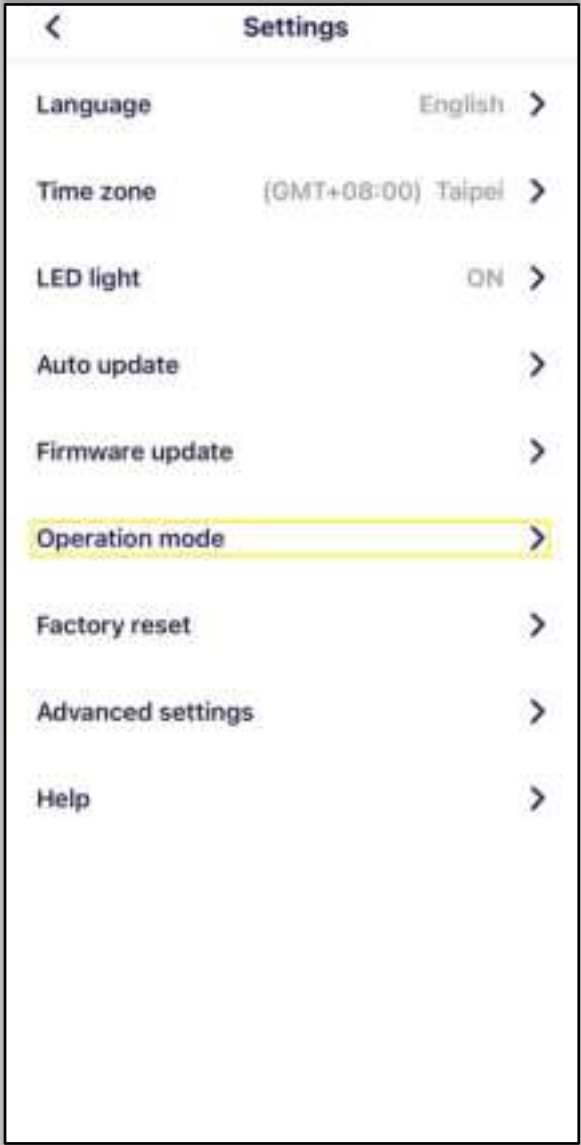 Settings
Language English
Time zone (GMT+08:00) Taipei
LED light ON
Auto update
Firmware update
Operation mode
Factory reset
Advanced settings
Help